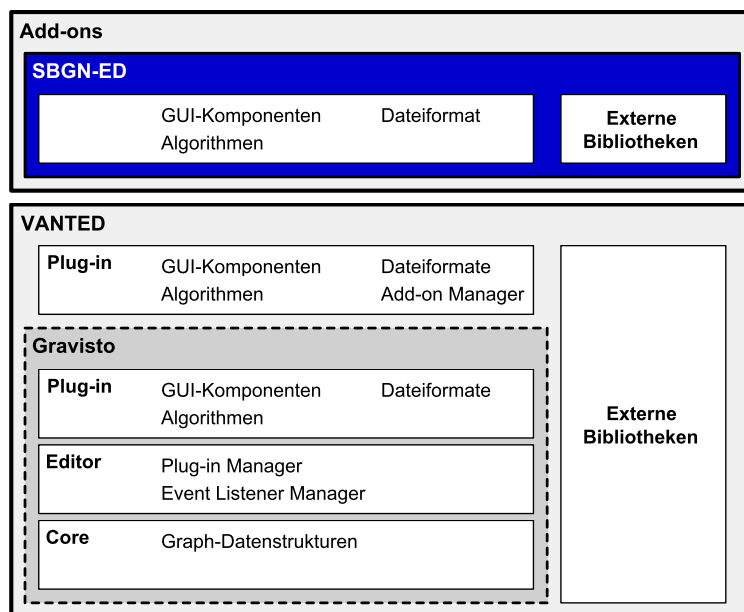 Add-ons
SBGN-ED
GUI-Komponenten Dateiformat
Algorithmen
Externe
Bibliotheken
VANTED
Plug-in GUI-Komponenten Dateiformate
Algorithmen Add-on Manager
Gravisto
Plug-in GUI-Komponenten Dateiformate
Algorithmen
Externe
Bibliotheken
Editor Plug-in Manager
Event Listener Manager
Core Graph-Datenstrukturen